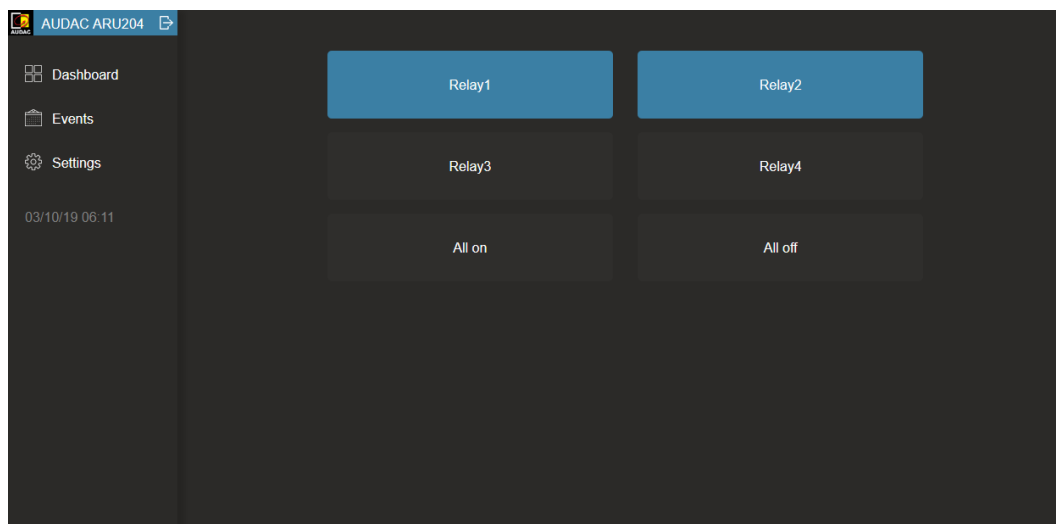 AUDAC
AUDAC ARU204
Dashboard
Events
Settings
03/10/19 06:11
Relay1
Relay2
Relay3
Relay4
All on
All off